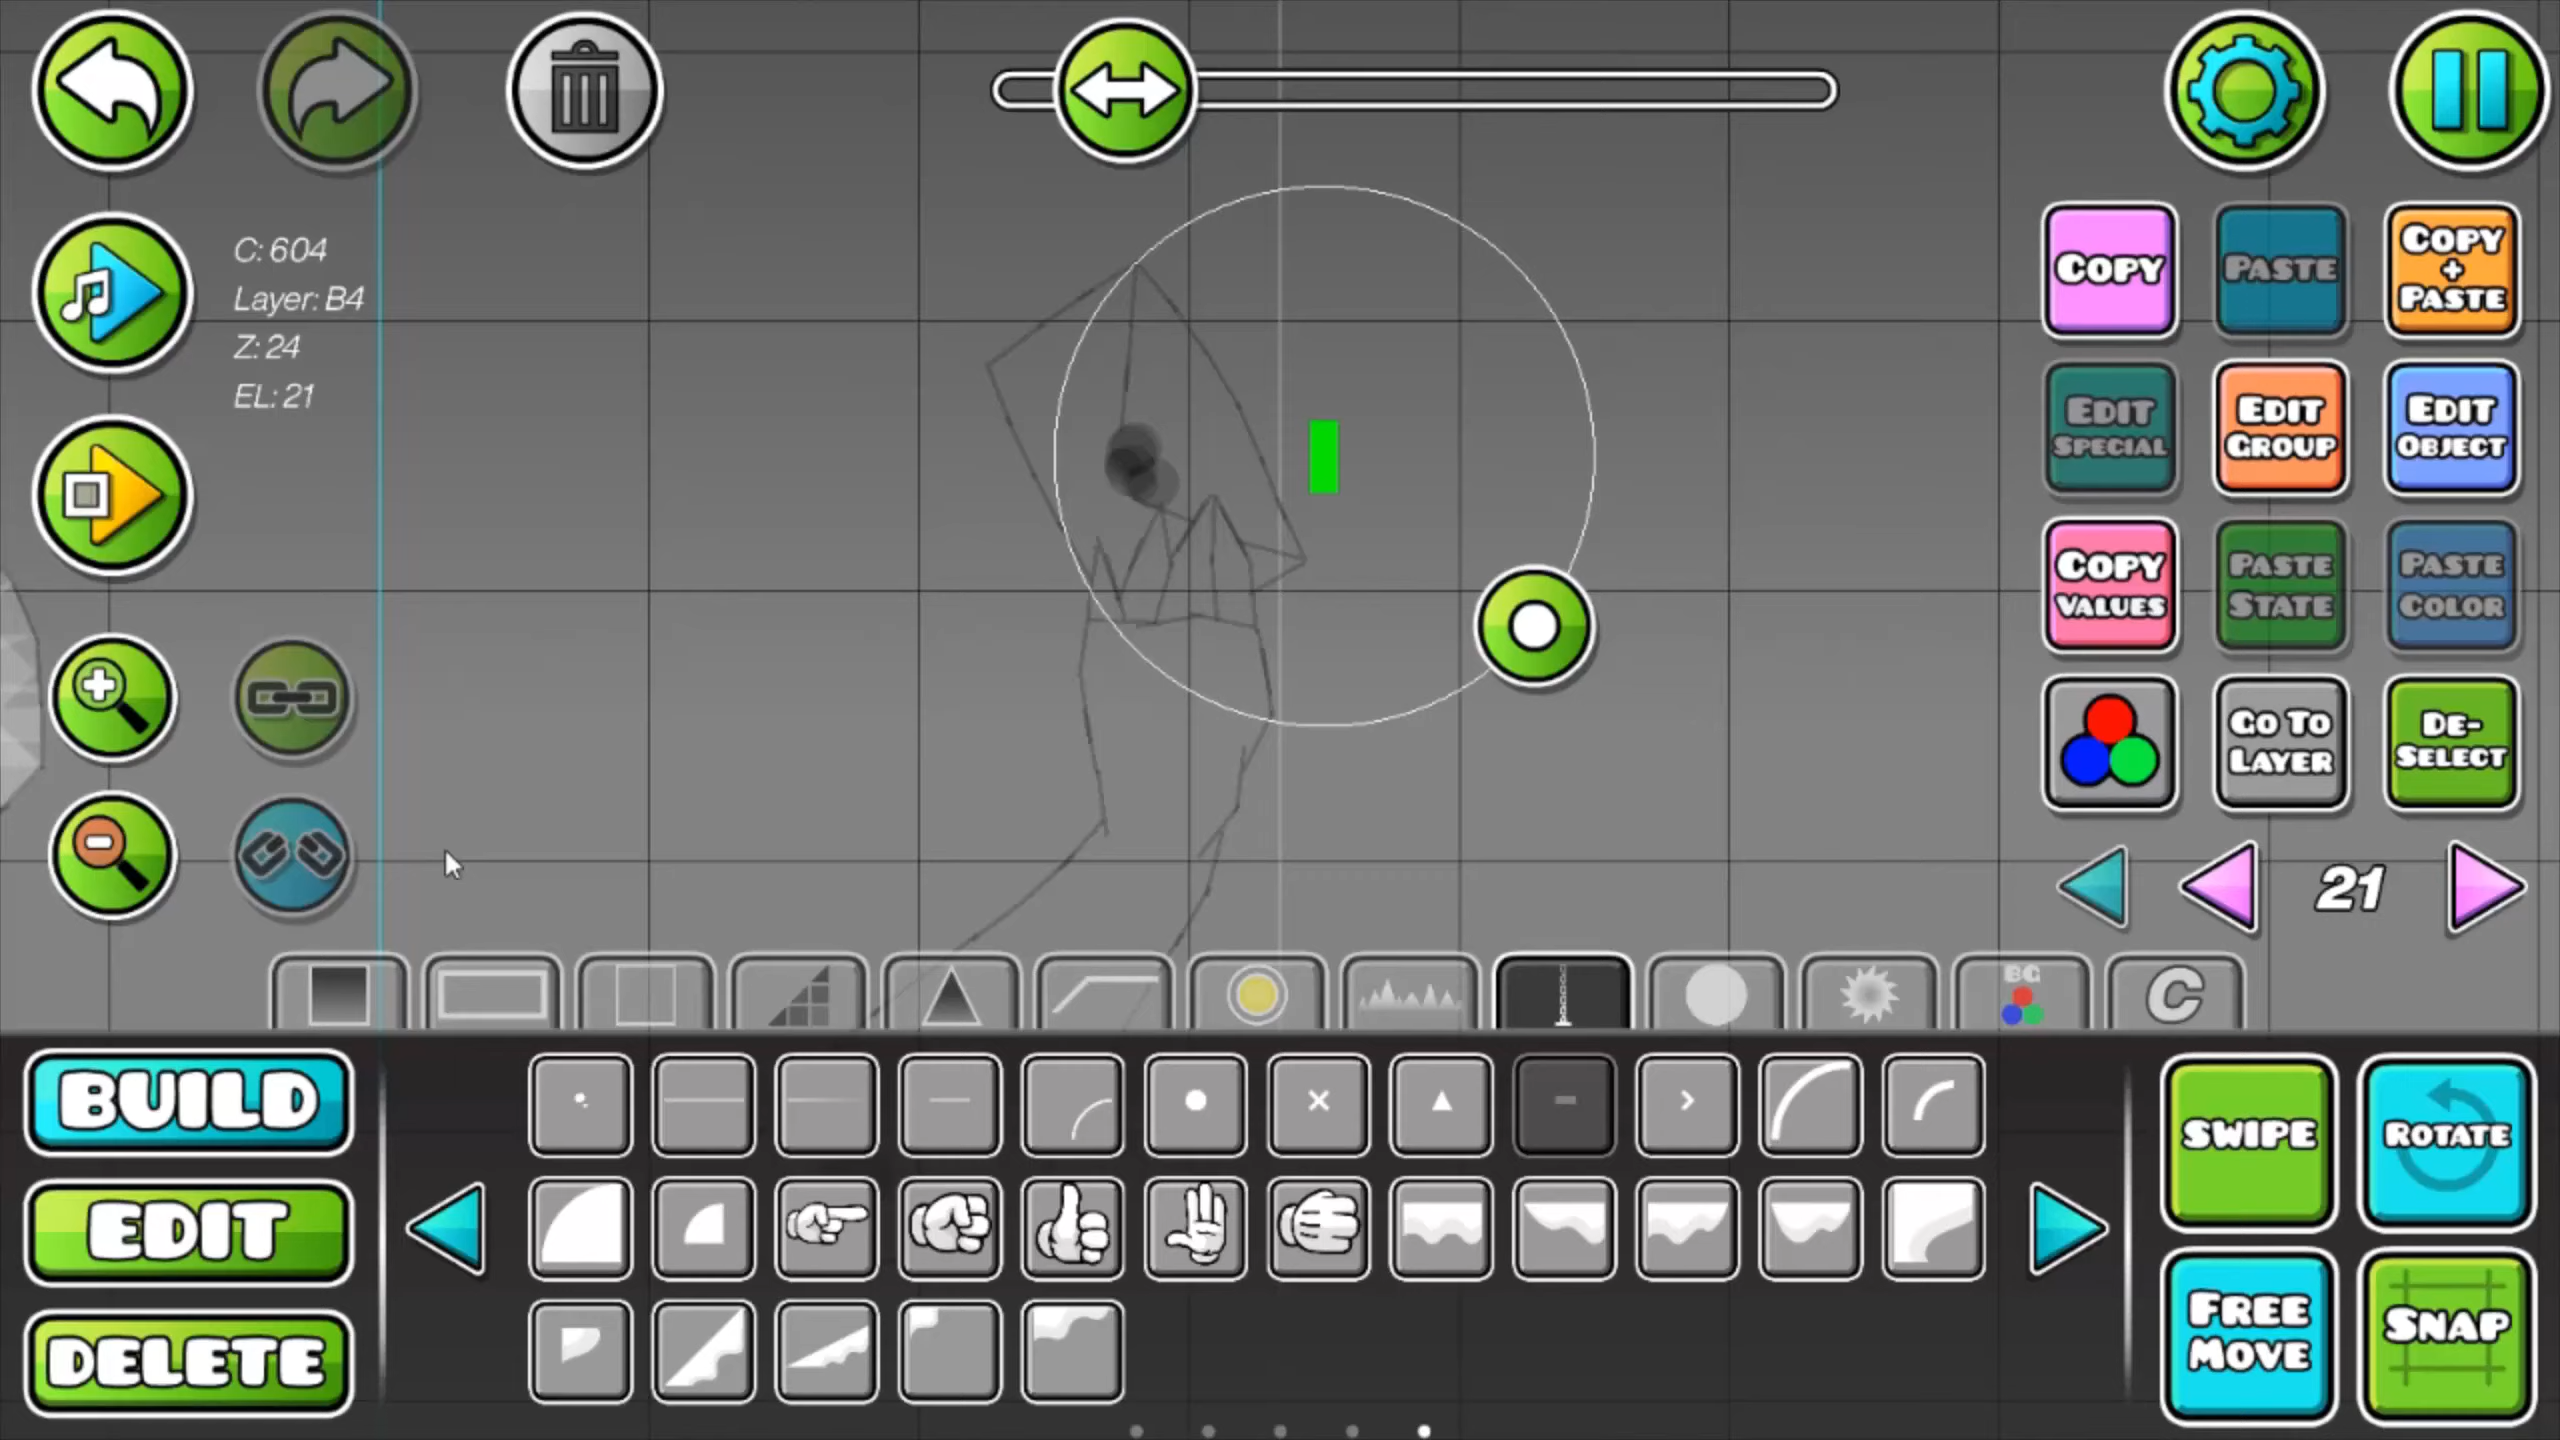 C: 604
Layer: B4
Z: 24
EL: 21
COPY
PASTE
COPY
+
PASTE
EDIT
SPECIAL
EDIT
GROUP
EDIT
OBJECT
COPY
VALUES
PASTE
STATE
PASTE
COLOR
GO TO
LAYER
DE-
SELECT
21
BG
C
BUILD
EDIT
DELETE
SWIPE
ROTATE
FREE
MOVE
SNAP